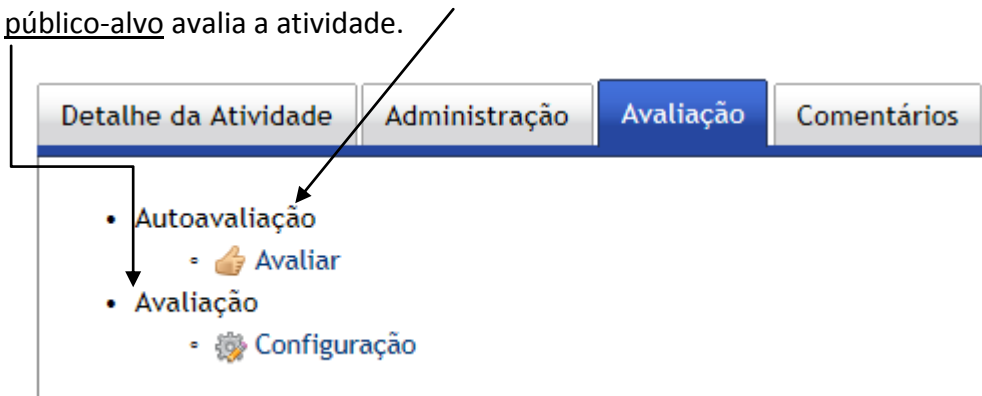 público-alvo avalia a atividade.
Detalhe da Atividade Administração Avaliação Comentários
• Autoavaliação
▫ Avaliar
• Avaliação
▫ Configuração